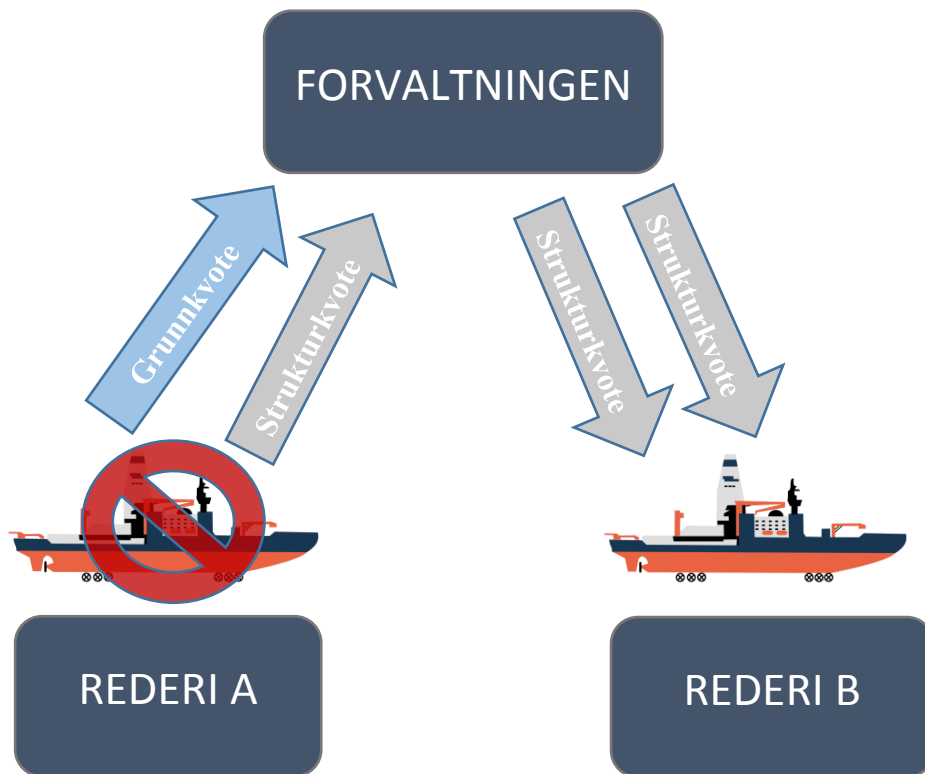 FORVALTNINGEN
Grunnkvote
Strukturkvote
Strukturkvote
Strukturkvote
REDERI A
REDERI B